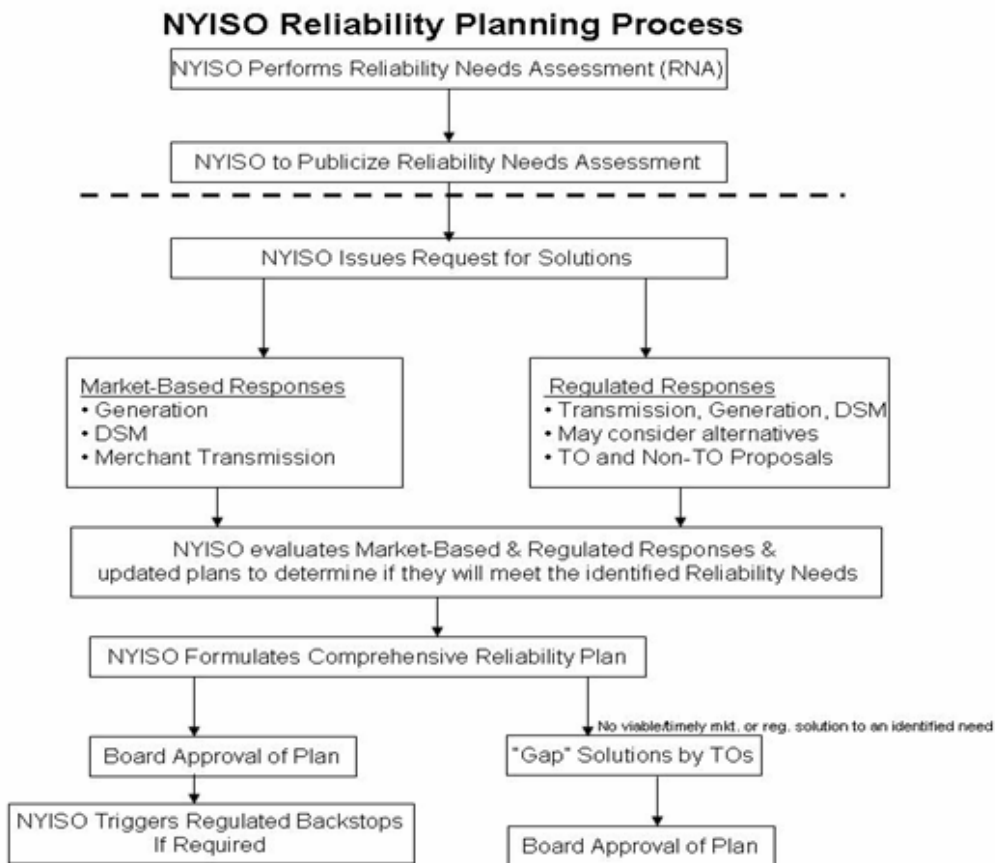 NYISO Reliability Planning Process
NYISO Performs Reliability Needs Assessment (RNA)
NYISO to Publicize Reliability Needs Assessment
NYISO Issues Request for Solutions
Market-Based Responses
• Generation
• DSM
• Merchant Transmission
Regulated Responses
• Transmission, Generation, DSM
• May consider alternatives
• TO and Non-TO Proposals
NYISO evaluates Market-Based & Regulated Responses &
updated plans to determine if they will meet the identified Reliability Needs
NYISO Formulates Comprehensive Reliability Plan
No viable/timely mkt. or reg. solution to an identified need
Board Approval of Plan
"Gap" Solutions by TOs
NYISO Triggers Regulated Backstops
If Required
Board Approval of Plan